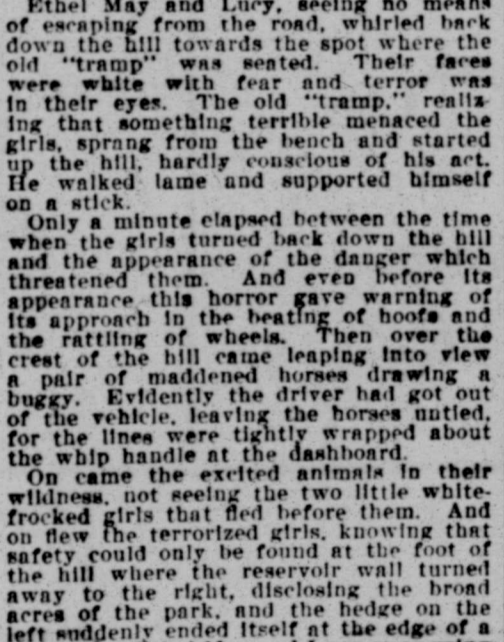 Ethel May and Lucy, seeing no means
of escaping from the road, whirled back
down the hill towards the spot where the
old "tramp" was seated. Their faces
were white with fear and terror was
in their eyes. The old "tramp," realiz-
ing that something terrible menaced the
girls, sprang from the bench and started
up the hill, hardly conscious of his act.
He walked lame and supported himself
on a stick.
Only a minute elapsed between the time
when the girls turned back down the hill
and the appearance of the danger which
threatened them. And even before its
appearance this horror gave warning of
its approach in the beating of hoofs and
the rattling of wheels. Then over the
crest of the hill came leaping into view
a pair of maddened horses drawing a
buggy. Evidently the driver had got out
of the vehicle, leaving the horses untied,
for the lines were tightly wrapped about
the whip handle at the dashboard.
On came the excited animals in their
wildness, not seeing the two little white-
frocked girls that fled before them. And
on flew the terrorized girls, knowing that
safety could only be found at the foot of
the hill where the reservoir wall turned
away to the right, disclosing the broad
acres of the park, and the hedge on the
left suddenly ended itself at the edge of a